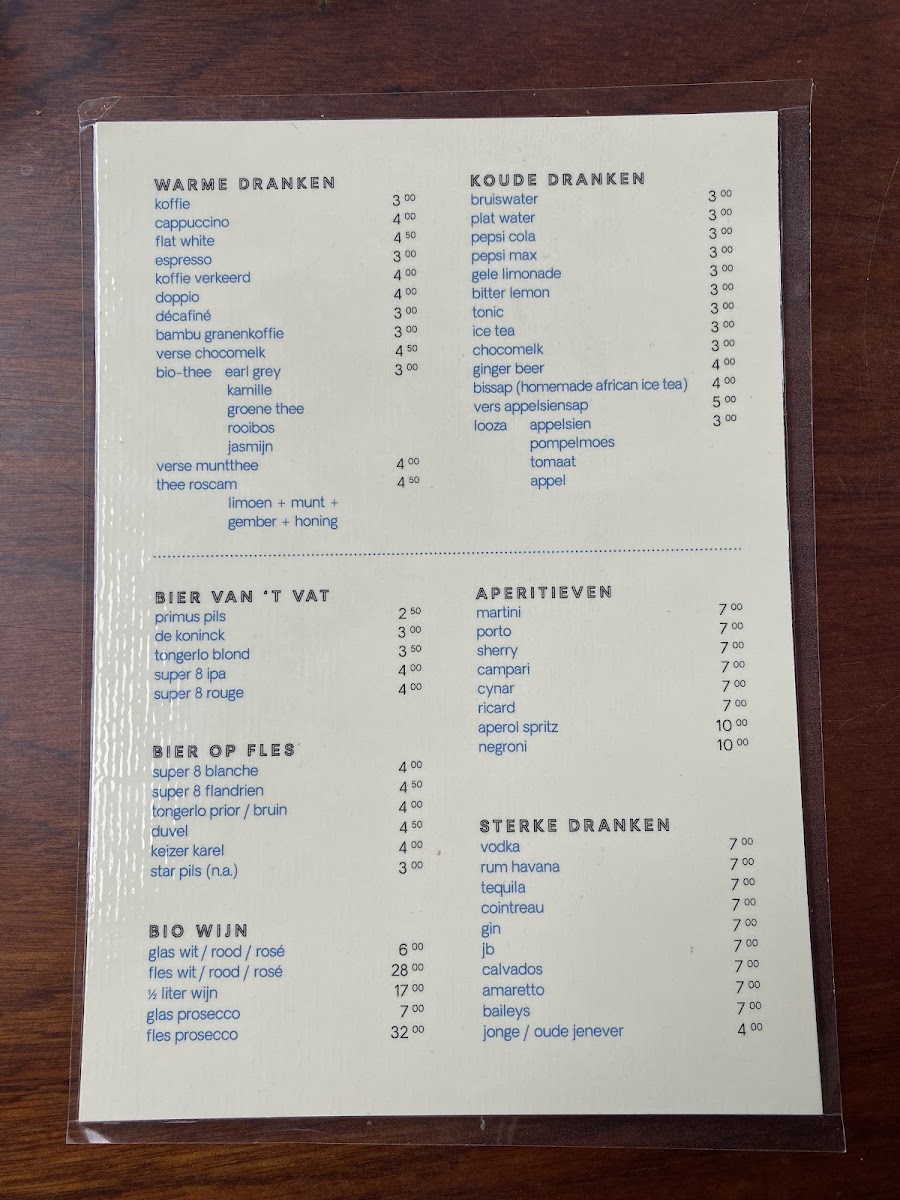 WARME DRANKEN
koffie 3 00
cappuccino 4 00
flat white 4 50
espresso 3 00
koffie verkeerd 4 00
doppio 4 00
décafiné 3 00
bambu granenkoffie 3 00
verse chocomelk 4 50
bio-thee earl grey 3 00
kamille
groene thee
rooibos
jasmijn
verse muntthee 4 00
thee roscam 4 50
limoen + munt +
gember + honing
KOUDE DRANKEN
bruiswater 3 00
plat water 3 00
pepsi cola 3 00
pepsi max 3 00
gele limonade 3 00
bitter lemon 3 00
tonic 3 00
ice tea 3 00
chocomelk 3 00
ginger beer 4 00
bissap (homemade african ice tea) 4 00
vers appelsiensap 5 00
looza appelsien 3 00
pompelmoes
tomaat
appel
BIER VAN 'T VAT
primus pils 2 50
de koninck 3 00
tongerlo blond 3 50
super 8 ipa 4 00
super 8 rouge 4 00
BIER OP FLES
super 8 blanche 4 00
super 8 flandrien 4 50
tongerlo prior / bruin 4 00
duvel 4 50
keizer karel 4 00
star pils (n.a.) 3 00
BIO WIJN
glas wit / rood / rosé 6 00
fles wit / rood / rosé 28 00
½ liter wijn 17 00
glas prosecco 7 00
fles prosecco 32 00
APERITIEVEN
martini 7 00
porto 7 00
sherry 7 00
campari 7 00
cynar 7 00
ricard 7 00
aperol spritz 10 00
negroni 10 00
STERKE DRANKEN
vodka 7 00
rum havana 7 00
tequila 7 00
cointreau 7 00
gin 7 00
jb 7 00
calvados 7 00
amaretto 7 00
baileys 7 00
jonge / oude jenever 4 00